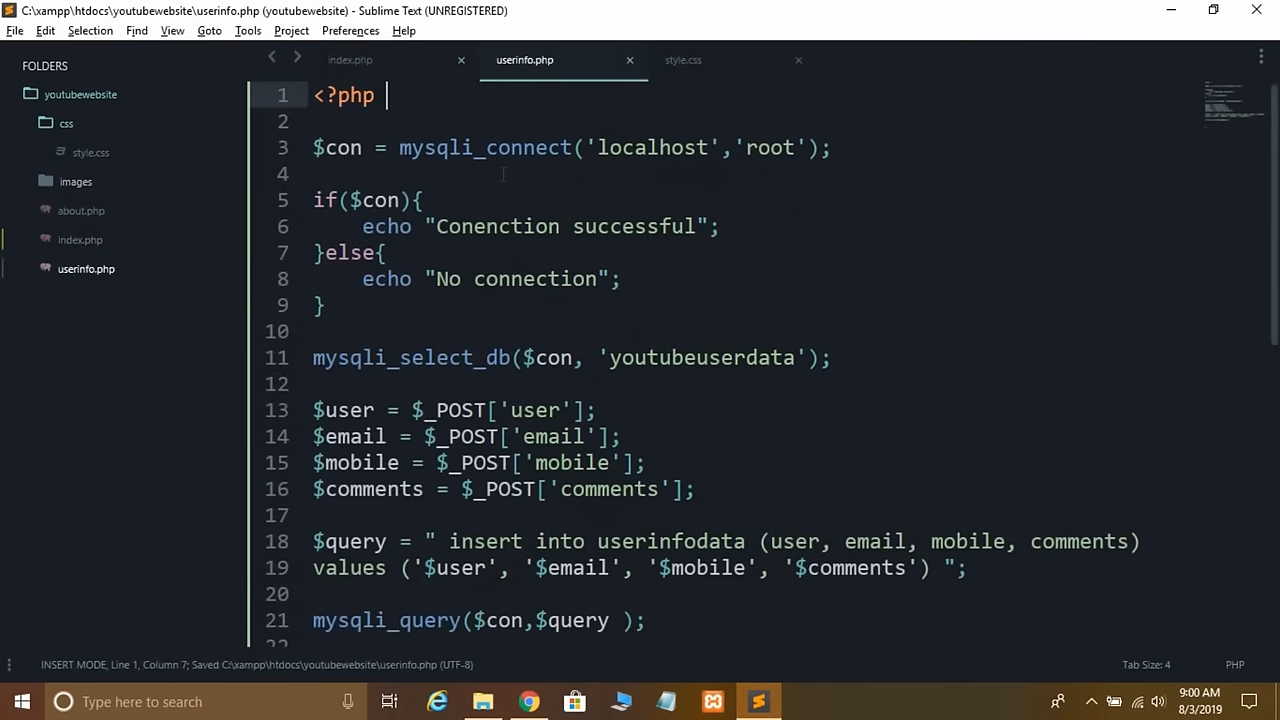 C:\xampp\htdocs\youtubewebsite\userinfo.php (youtubewebsite) - Sublime Text (UNREGISTERED)
File Edit Selection Find View Goto Tools Project Preferences Help
FOLDERS
youtubewebsite
css
style.css
images
about.php
index.php
userinfo.php
index.php userinfo.php style.css
1 <?php
2
3 $con = mysqli_connect('localhost','root');
4
5 if($con){
6 echo "Conenction successful";
7 }else{
8 echo "No connection";
9 }
10
11 mysqli_select_db($con, 'youtubeuserdata');
12
13 $user = $_POST['user'];
14 $email = $_POST['email'];
15 $mobile = $_POST['mobile'];
16 $comments = $_POST['comments'];
17
18 $query = " insert into userinfodata (user, email, mobile, comments)
19 values ('$user', '$email', '$mobile', '$comments') ";
20
21 mysqli_query($con,$query );
22
INSERT MODE, Line 1, Column 7; Saved C:\xampp\htdocs\youtubewebsite\userinfo.php (UTF-8) Tab Size: 4 PHP
Type here to search
9:00 AM
8/3/2019